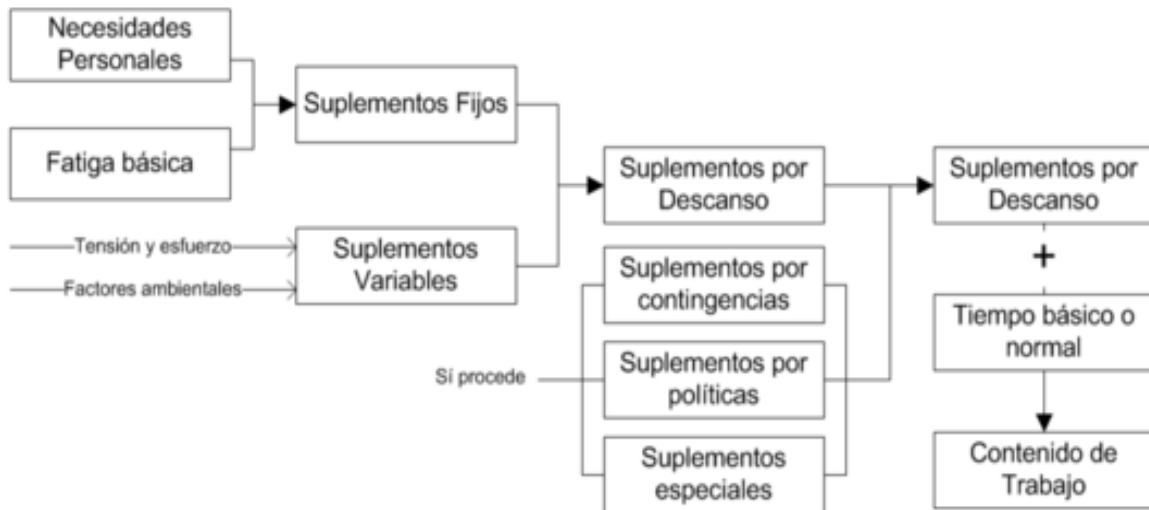 Necesidades
Personales
Fatiga básica
Tensión y esfuerzo
Factores ambientales
Suplementos Fijos
Suplementos
Variables
Sí procede
Suplementos por
Descanso
Suplementos por
contingencias
Suplementos por
políticas
Suplementos
especiales
Suplementos por
Descanso
+
Tiempo básico o
normal
Contenido de
Trabajo